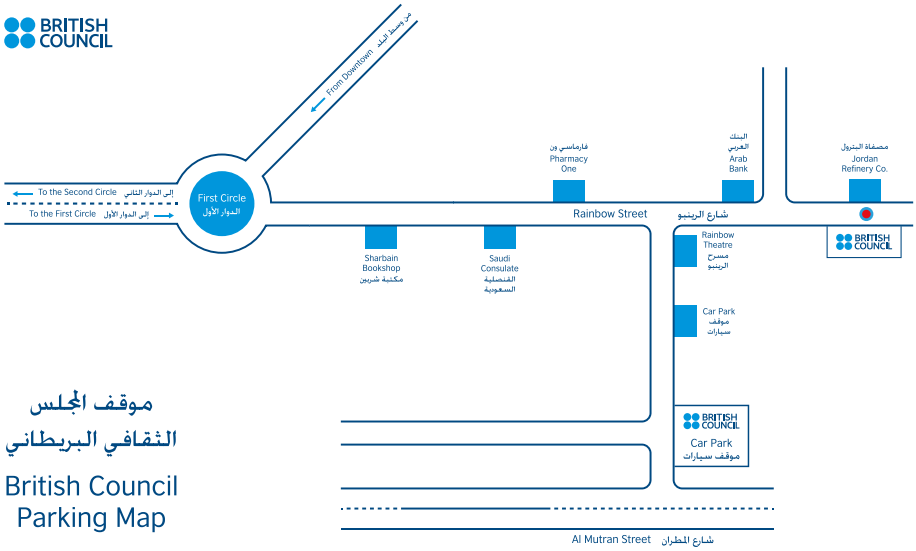 BRITISH
COUNCIL
من وسط البلد
From Downtown
To the Second Circle إلى الدوار الثاني
To the First Circle إلى الدوار الأول
First Circle
الدوار الأول
فارماسي ون
Pharmacy
One
البنك
العربي
Arab
Bank
مصفاة البترول
Jordan
Refinery Co.
Rainbow Street شارع الرينبو
Sharbain
Bookshop
مكتبة شربين
Saudi
Consulate
القنصلية
السعودية
Rainbow
Theatre
مسرح
الرينبو
BRITISH
COUNCIL
Car Park
موقف
سيارات
BRITISH
COUNCIL
Car Park
موقف سيارات
موقف المجلس
الثقافي البريطاني
British Council
Parking Map
Al Mutran Street شارع المطران